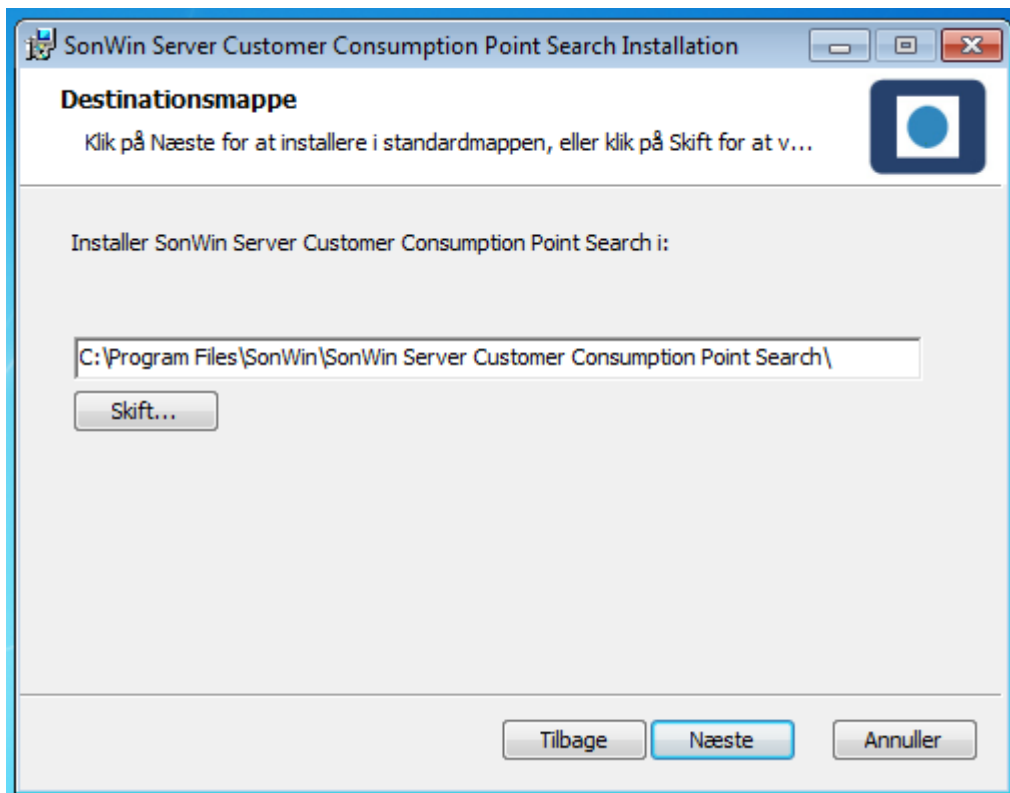 SonWin Server Customer Consumption Point Search Installation
Destinationsmappe
Klik på Næste for at installere i standardmappen, eller klik på Skift for at v...
Installer SonWin Server Customer Consumption Point Search i:
C:\Program Files\SonWin\SonWin Server Customer Consumption Point Search\
Skift...
Tilbage Næste Annuller